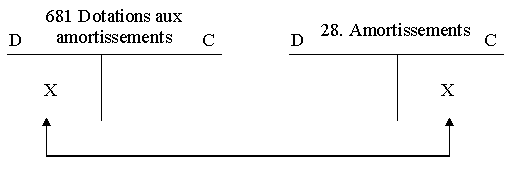 681 Dotations aux
amortissements
D
C
X
28. Amortissements
D
C
X